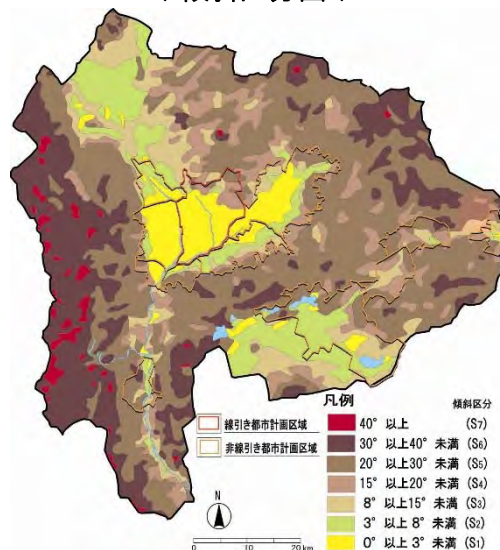 線引き都市計画区域
非線引き都市計画区域
N
0 10 20 km
凡例 傾斜区分
40° 以上 (S7)
30° 以上40° 未満 (S6)
20° 以上30° 未満 (S5)
15° 以上20° 未満 (S4)
8° 以上15° 未満 (S3)
3° 以上 8° 未満 (S2)
0° 以上 3° 未満 (S1)